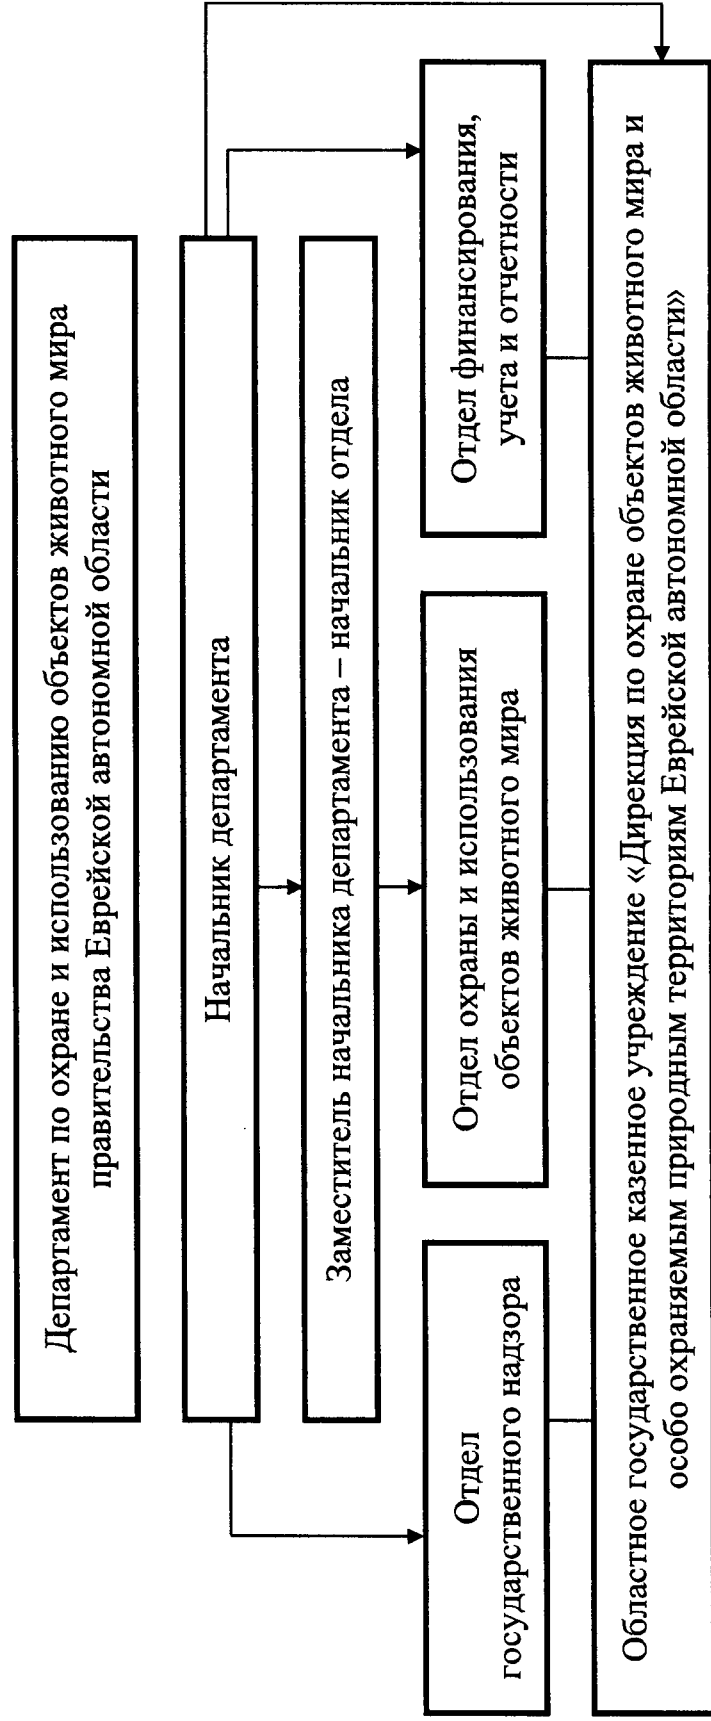 Департамент по охране и использованию объектов животного мира
правительства Еврейской автономной области
Начальник департамента
Заместитель начальника департамента – начальник отдела
Отдел
государственного надзора
Отдел охраны и использования
объектов животного мира
Отдел финансирования,
учета и отчетности
Областное государственное казенное учреждение «Дирекция по охране объектов животного мира и
особо охраняемым природным территориям Еврейской автономной области»